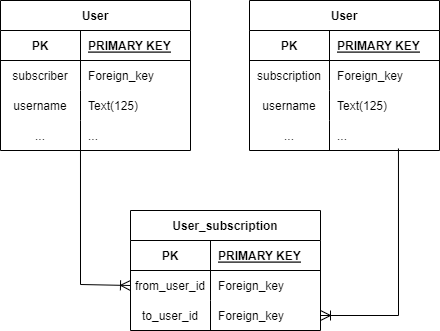 User
PK PRIMARY KEY
subscriber Foreign_key
username Text(125)
... ...
User
PK PRIMARY KEY
subscription Foreign_key
username Text(125)
... ...
User_subscription
PK PRIMARY KEY
from_user_id Foreign_key
to_user_id Foreign_key